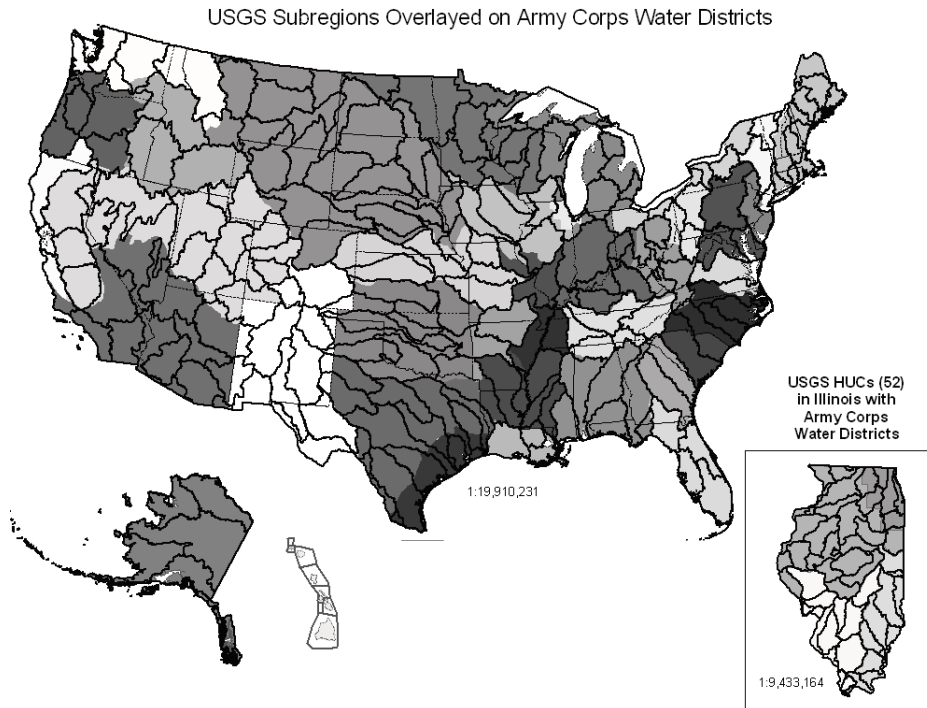 USGS Subregions Overlayed on Army Corps Water Districts
USGS HUCs (52)
in Illinois with
Army Corps
Water Districts
1:19,910,231
1:9,433,164